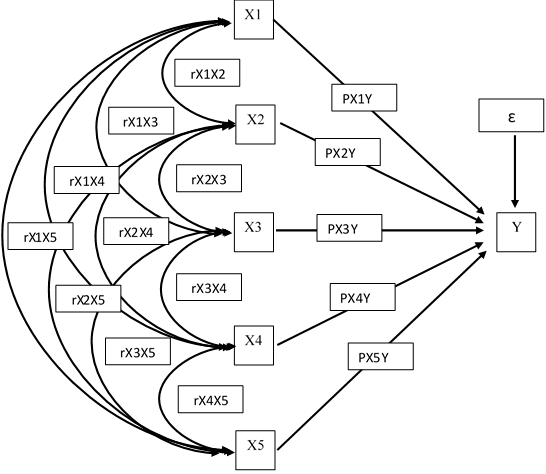 X1
rX1X2
PX1Y
rX1X3
ε
X2
PX2Y
rX1X4
rX2X3
rX1X5
rX2X4
X3
PX3Y
Y
rX2X5
rX3X4
PX4Y
rX3X5
X4
PX5Y
rX4X5
X5